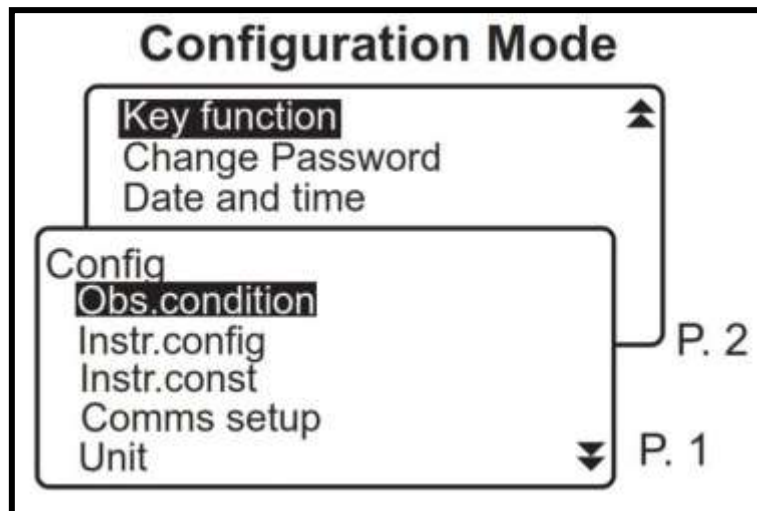 Configuration Mode
Key function
Change Password
Date and time
P. 2
Config
Obs.condition
Instr.config
Instr.const
Comms setup
Unit
P. 1